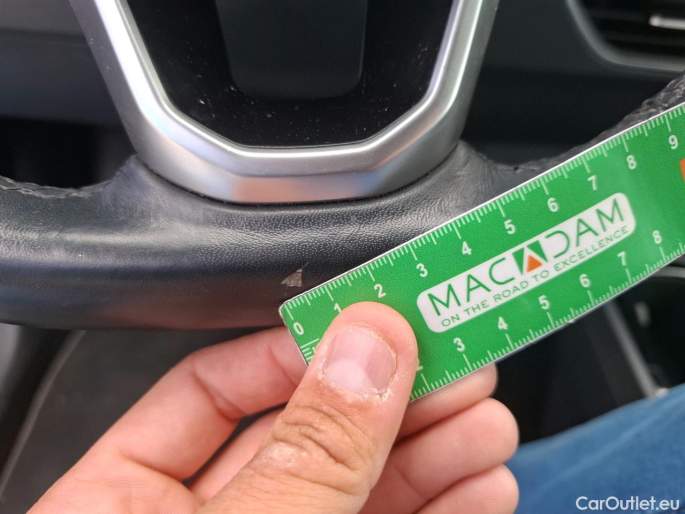 0 1 2 3 4 5 6 7 8 9
MACADAM
ON THE ROAD TO EXCELLENCE
2 3 4 5 6 7 8
CarOutlet.eu